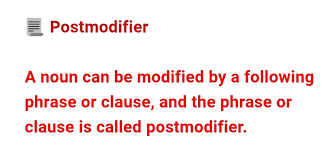 Postmodifier
A noun can be modified by a following
phrase or clause, and the phrase or
clause is called postmodifier.